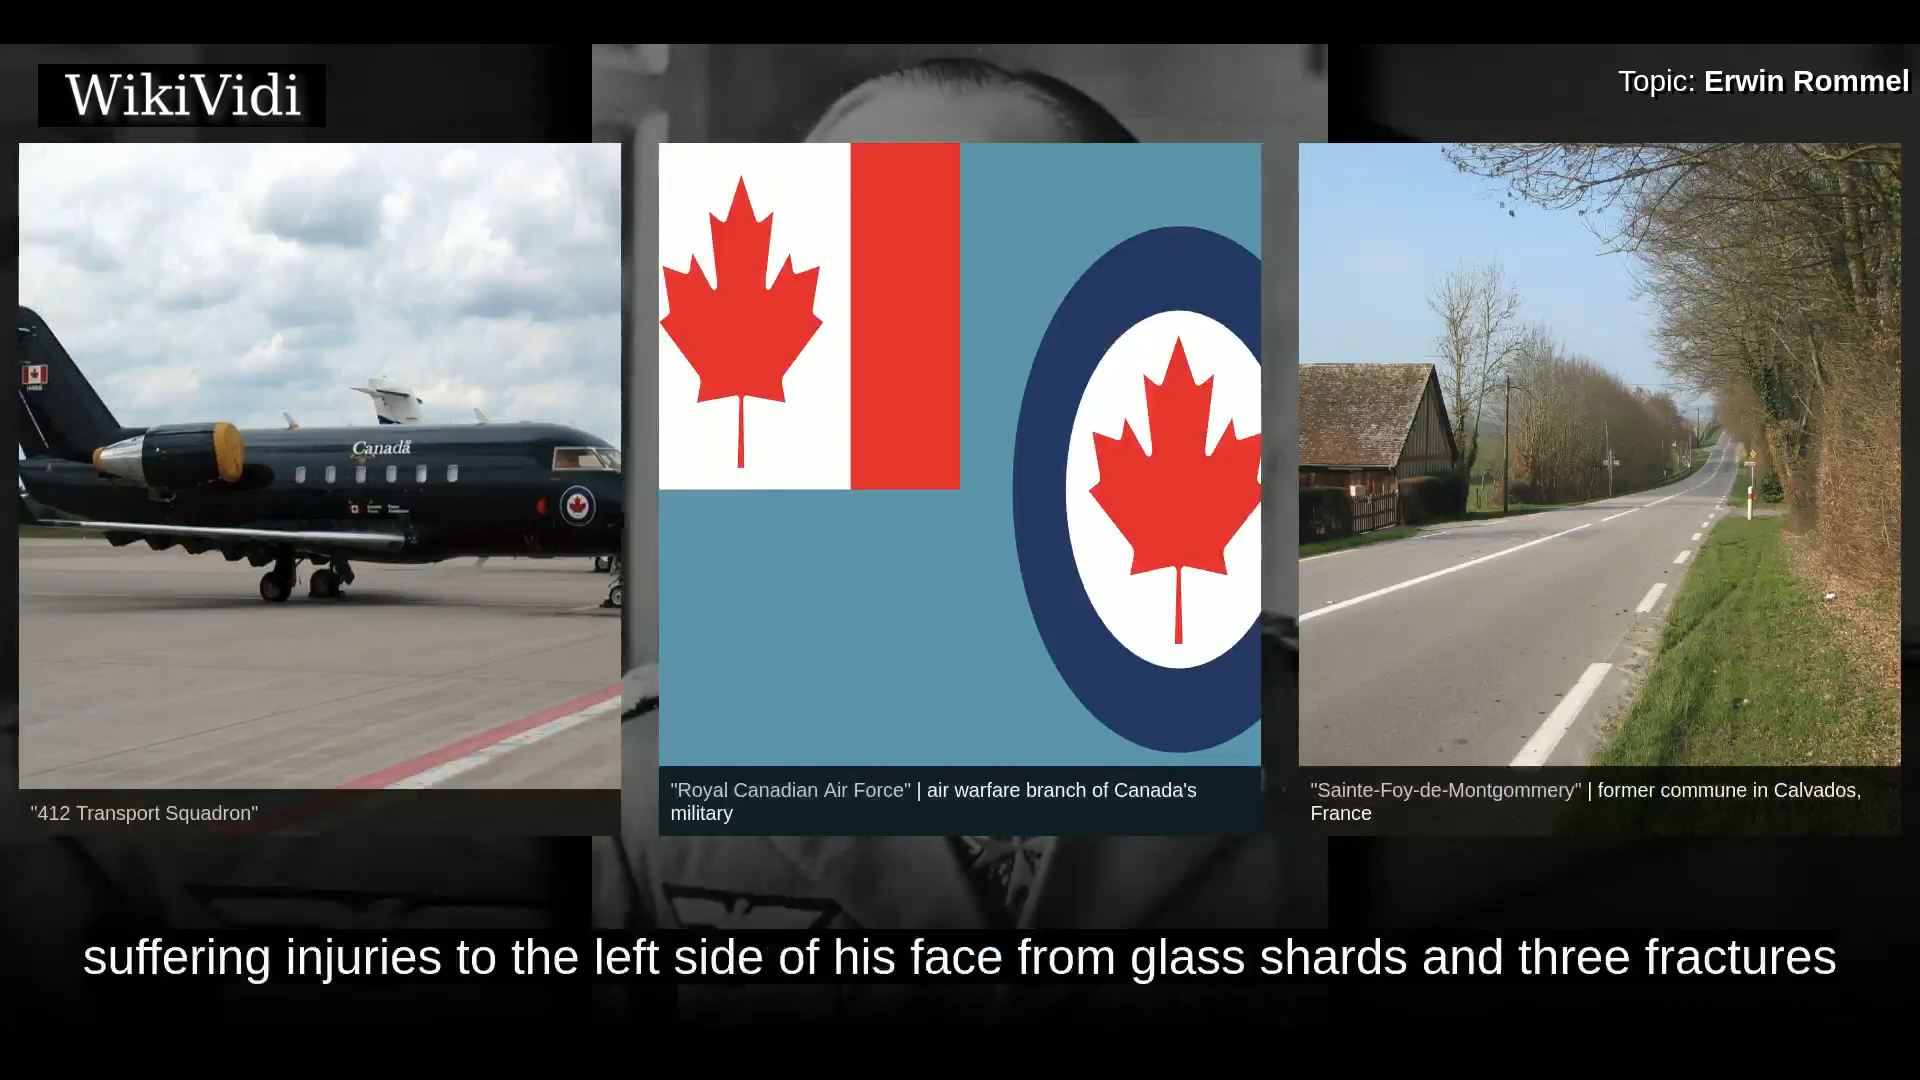 WikiVidi
Topic: Erwin Rommel
Canada
"412 Transport Squadron"
"Royal Canadian Air Force" | air warfare branch of Canada's
military
"Sainte-Foy-de-Montgommery" | former commune in Calvados,
France
suffering injuries to the left side of his face from glass shards and three fractures